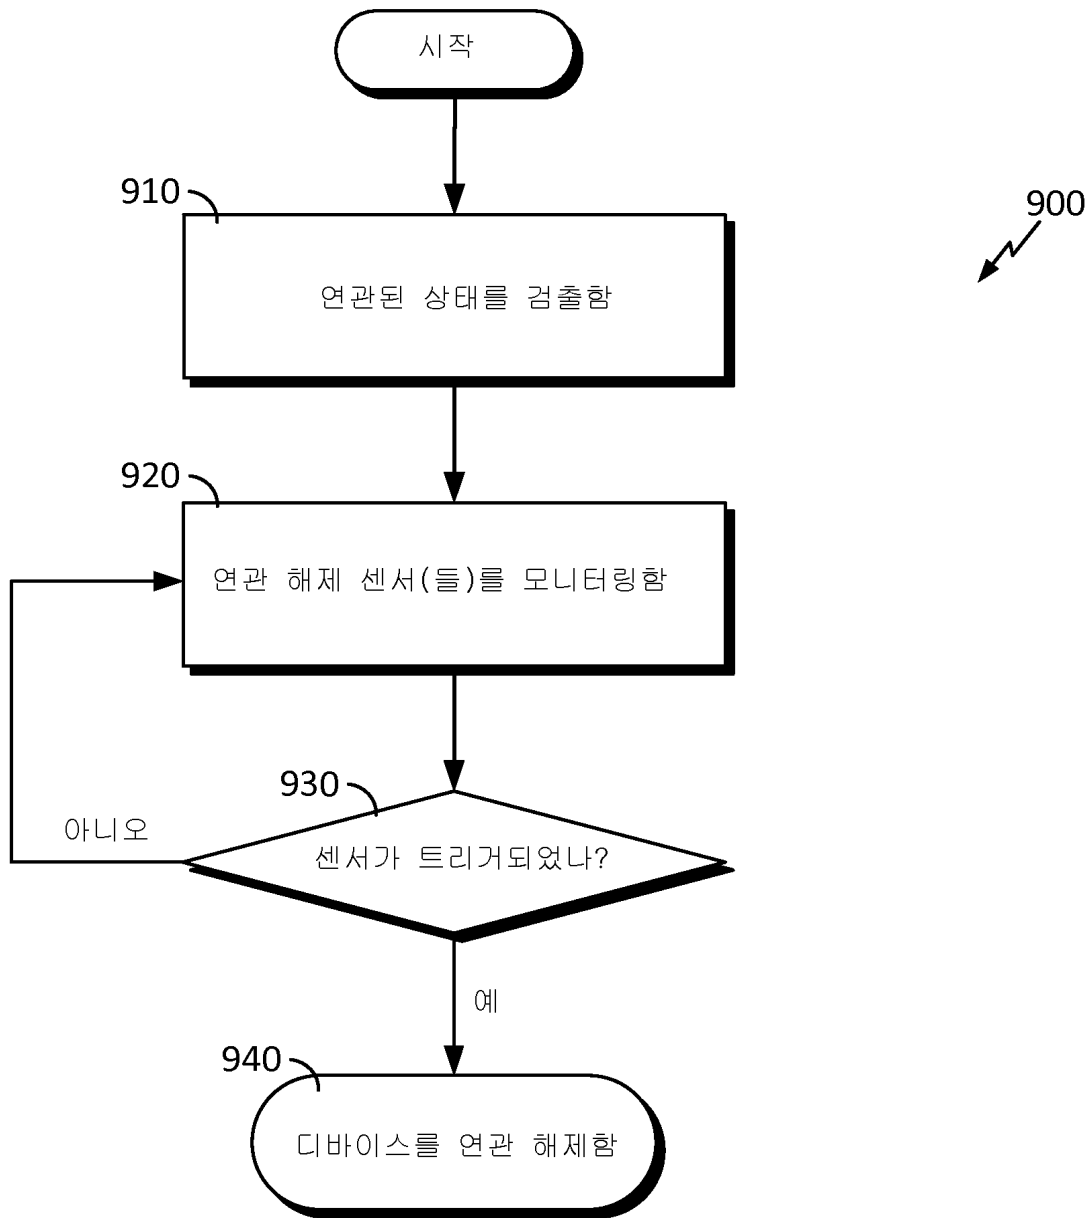 시작
910
900
연관된 상태를 검출함
920
연관 해제 센서(들)를 모니터링함
930
아니오
센서가 트리거되었나?
예
940
디바이스를 연관 해제함